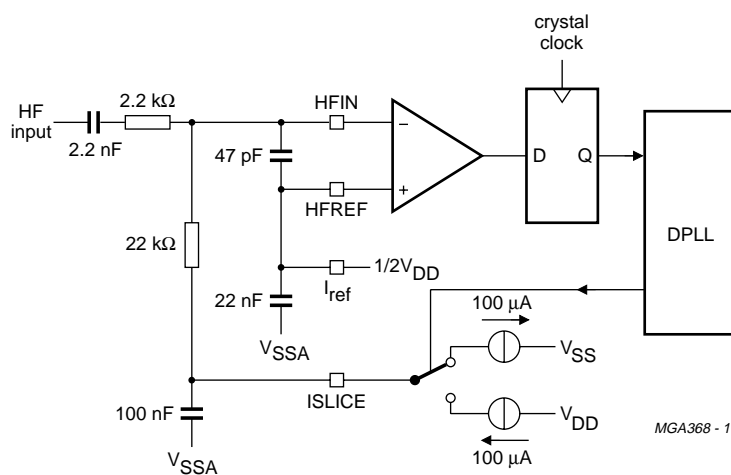 crystal
clock
HF
input
2.2 kΩ
2.2 nF
HFIN
47 pF
−
+
D
Q
HFREF
DPLL
22 kΩ
22 nF
I_ref
1/2V_DD
100 µA
V_SSA
V_SS
ISLICE
100 nF
V_DD
V_SSA
100 µA
MGA368 - 1